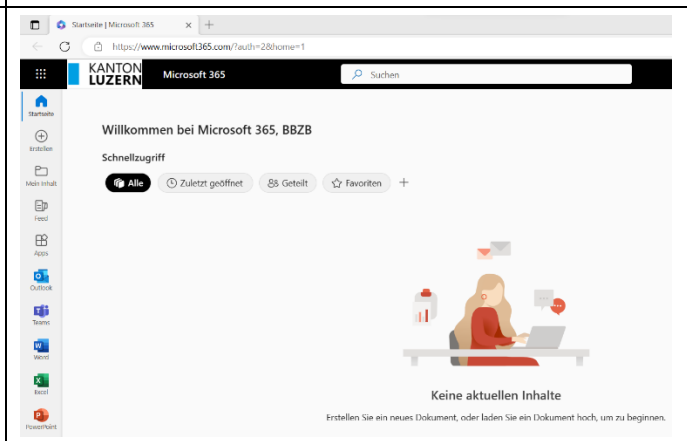 Startseite | Microsoft 365
https://www.microsoft365.com/?auth=2&home=1
KANTON
LUZERN
Microsoft 365
Suchen
Startseite
Erstellen
Mein Inhalt
Feed
Apps
Outlook
Teams
Word
Excel
PowerPoint
Willkommen bei Microsoft 365, BBZB
Schnellzugriff
Alle
Zuletzt geöffnet
Geteilt
Favoriten
Keine aktuellen Inhalte
Erstellen Sie ein neues Dokument, oder laden Sie ein Dokument hoch, um zu beginnen.